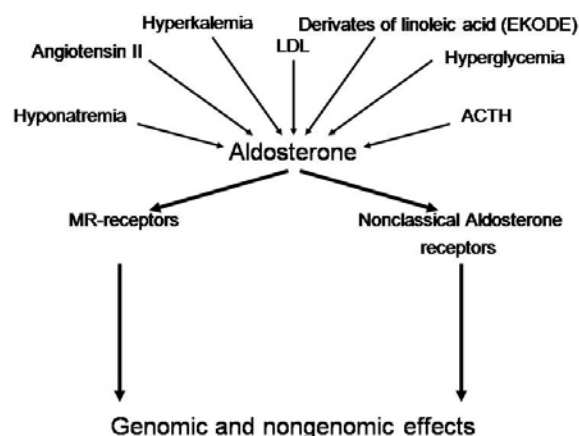 Hyperkalemia
Derivates of linoleic acid (EKODE)
LDL
Angiotensin II
Hyperglycemia
Hyponatremia
ACTH
Aldosterone
MR-receptors
Nonclassical Aldosterone
receptors
Genomic and nongenomic effects